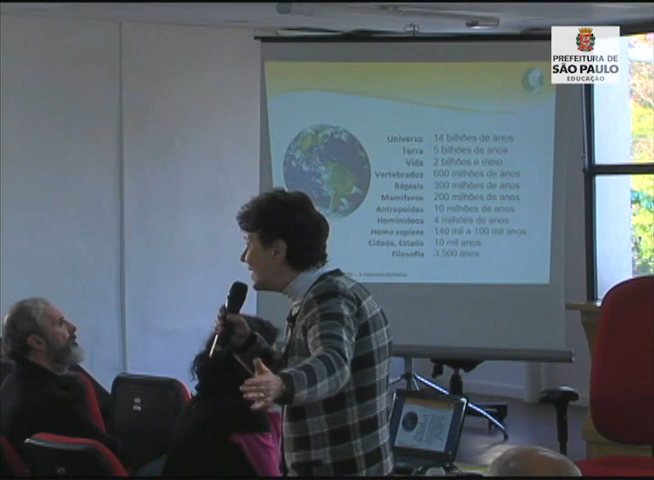 PREFEITURA DE
SÃO PAULO
EDUCAÇÃO
Universo 14 bilhões de anos
Terra 5 bilhões de anos
Vida 2 bilhões e meio
Vertebrados 600 milhões de anos
Répteis 300 milhões de anos
Mamíferos 200 milhões de anos
Antropoides 10 milhões de anos
Hominídeos 4 milhões de anos
Homo sapiens 140 mil a 100 mil anos
Cidade, Estado 10 mil anos
Filosofia 3.500 anos